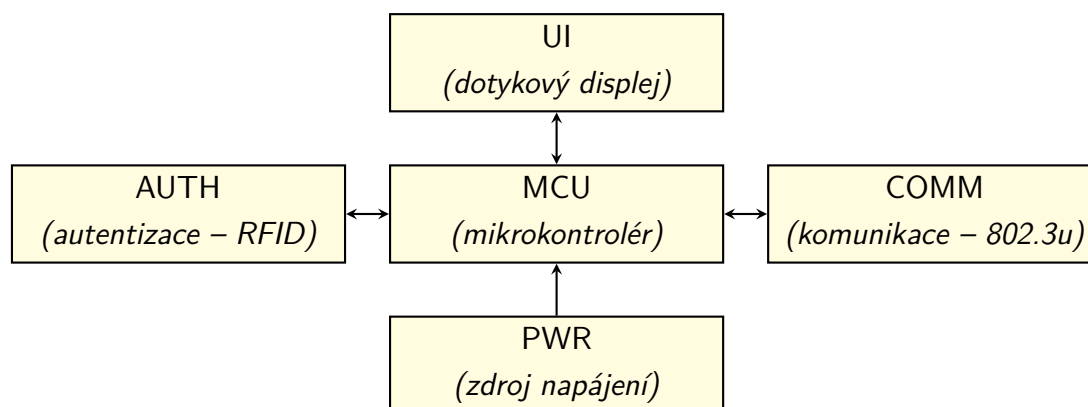 UI
(dotykový displej)
AUTH
(autentizace – RFID)
MCU
(mikrokontrolér)
COMM
(komunikace – 802.3u)
PWR
(zdroj napájení)